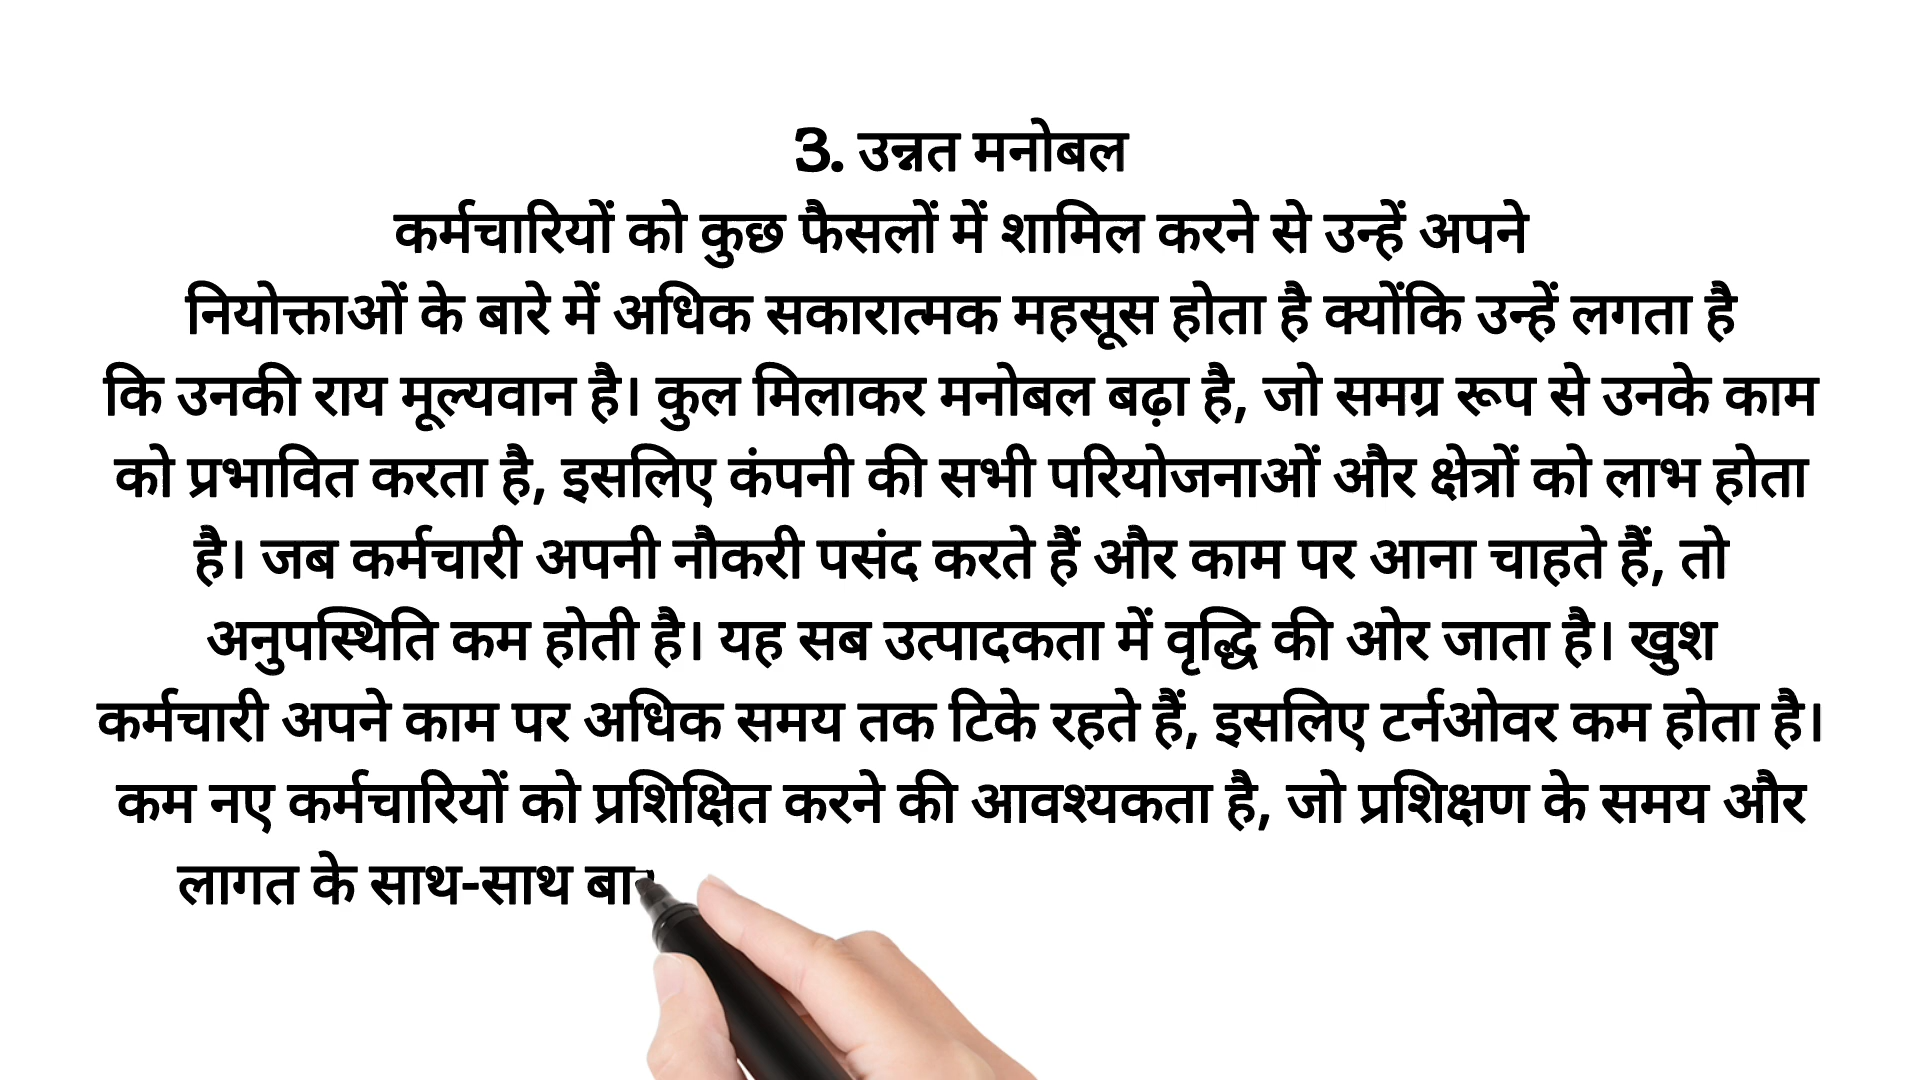 3. उन्नत मनोबल
कर्मचारियों को कुछ फैसलों में शामिल करने से उन्हें अपने
नियोक्ताओं के बारे में अधिक सकारात्मक महसूस होता है क्योंकि उन्हें लगता है
कि उनकी राय मूल्यवान है। कुल मिलाकर मनोबल बढ़ा है, जो समग्र रूप से उनके काम
को प्रभावित करता है, इसलिए कंपनी की सभी परियोजनाओं और क्षेत्रों को लाभ होता
है। जब कर्मचारी अपनी नौकरी पसंद करते हैं और काम पर आना चाहते हैं, तो
अनुपस्थिति कम होती है। यह सब उत्पादकता में वृद्धि की ओर जाता है। खुश
कर्मचारी अपने काम पर अधिक समय तक टिके रहते हैं, इसलिए टर्नओवर कम होता है।
कम नए कर्मचारियों को प्रशिक्षित करने की आवश्यकता है, जो प्रशिक्षण के समय और
लागत के साथ-साथ